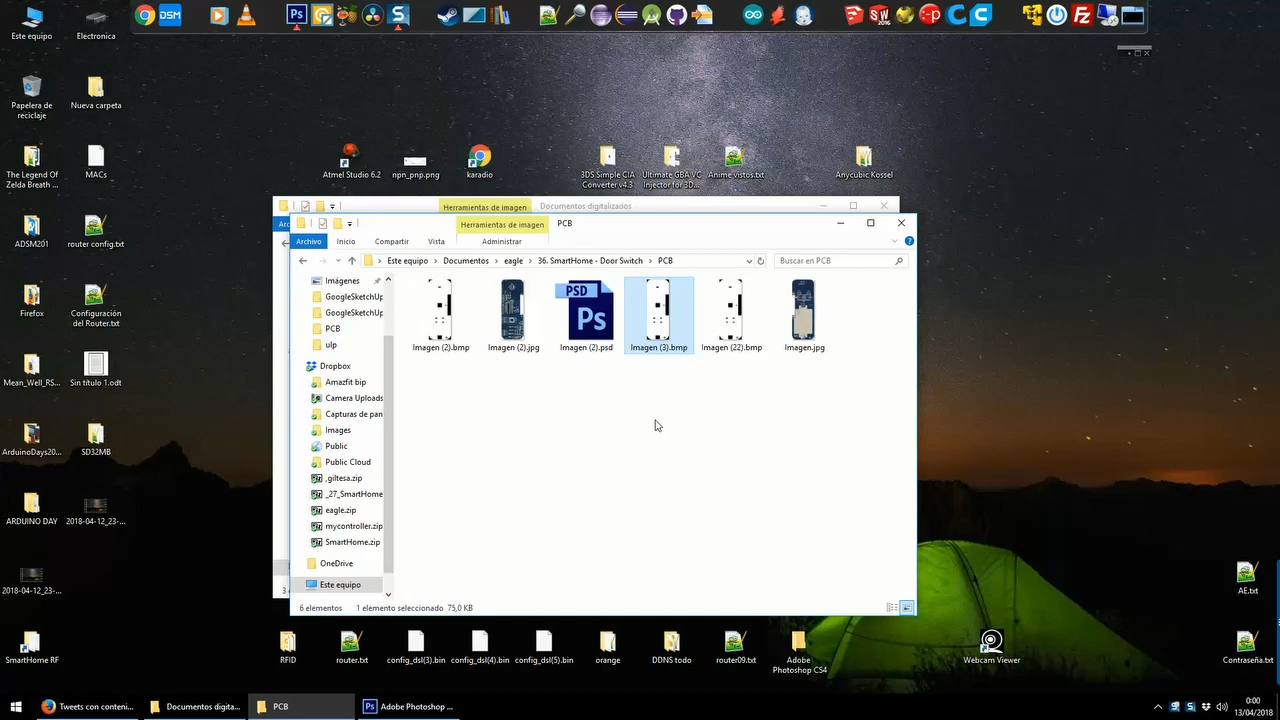 DSM
Ps
S
SW
2016
Este equipo
Electronica
Papelera de
reciclaje
Nueva carpeta
The Legend Of
Zelda Breath ...
MACs
Atmel Studio 6.2
npn_pnp.png
karadio
3DS Simple CIA
Converter v4.3
Ultimate GBA VC
Injector for 3D...
Anime vistos.txt
Anycubic Kossel
ADSM201
router config.txt
Firefox
Configuración
del Router.txt
Mean_Well_RS...
Sin título 1.odt
ArduinoDays20...
SD32MB
ARDUINO DAY
2018-04-12_23-...
2018-04-12_23-...
SmartHome RF
Herramientas de imagen
Documentos digitalizados
Herramientas de imagen
PCB
Archivo
Inicio
Compartir
Vista
Administrar
Este equipo > Documentos > eagle > 36. SmartHome - Door Switch > PCB
Buscar en PCB
Imágenes
GoogleSketchUp
GoogleSketchUp
PCB
ulp
Dropbox
Amazfit bip
Camera Uploads
Capturas de pan
Images
Public
Public Cloud
,giltesa.zip
_27_SmartHome
eagle.zip
mycontroller.zip
SmartHome.zip
OneDrive
Este equipo
PSD
Ps
Imagen (2).bmp
Imagen (2).jpg
Imagen (2).psd
Imagen (3).bmp
Imagen (22).bmp
Imagen.jpg
6 elementos
1 elemento seleccionado 75,0 KB
RFID
router.txt
config_dsl(3).bin
config_dsl(4).bin
config_dsl(5).bin
orange
DDNS todo
router09.txt
Adobe
Photoshop CS4
Webcam Viewer
AE.txt
Contraseña.txt
Tweets con conteni...
Documentos digita...
PCB
Adobe Photoshop ...
0:00
13/04/2018